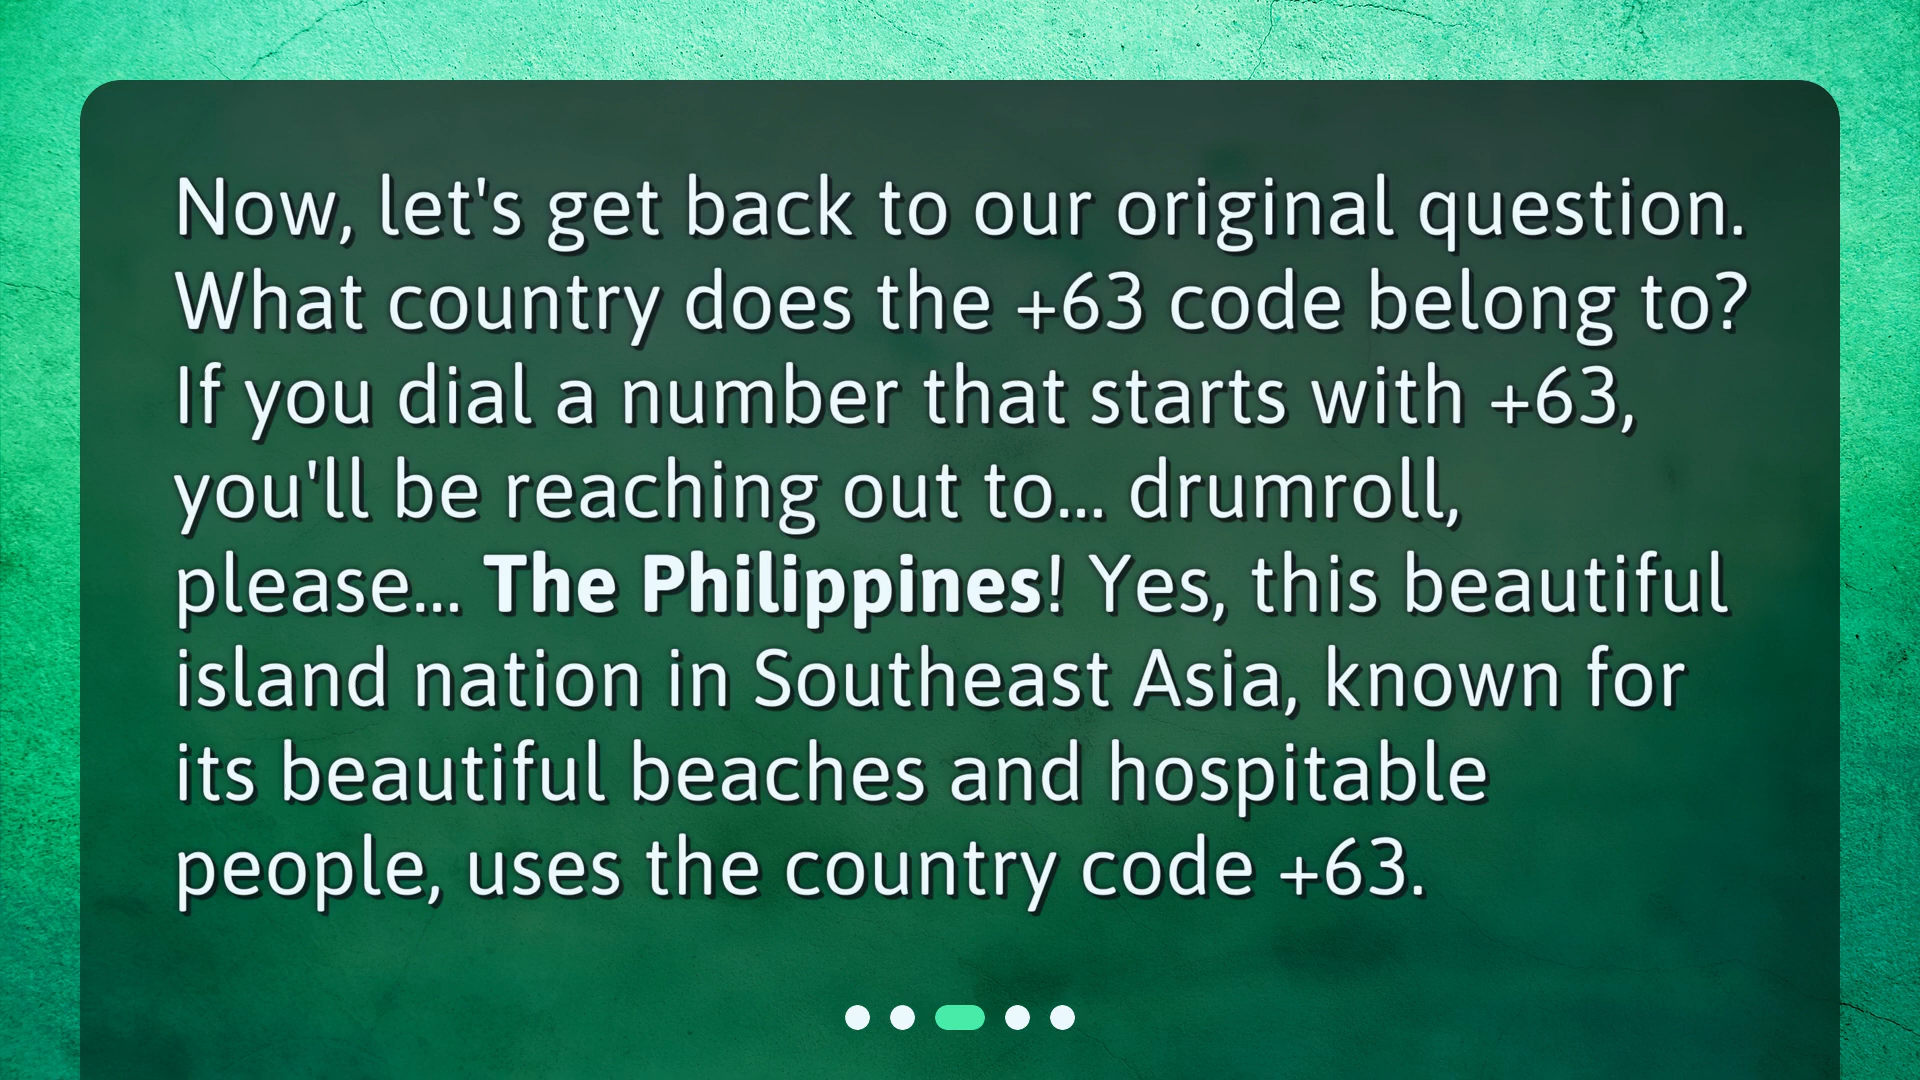 Now, let's get back to our original question.
What country does the +63 code belong to?
If you dial a number that starts with +63,
you'll be reaching out to... drumroll,
please... The Philippines! Yes, this beautiful
island nation in Southeast Asia, known for
its beautiful beaches and hospitable
people, uses the country code +63.